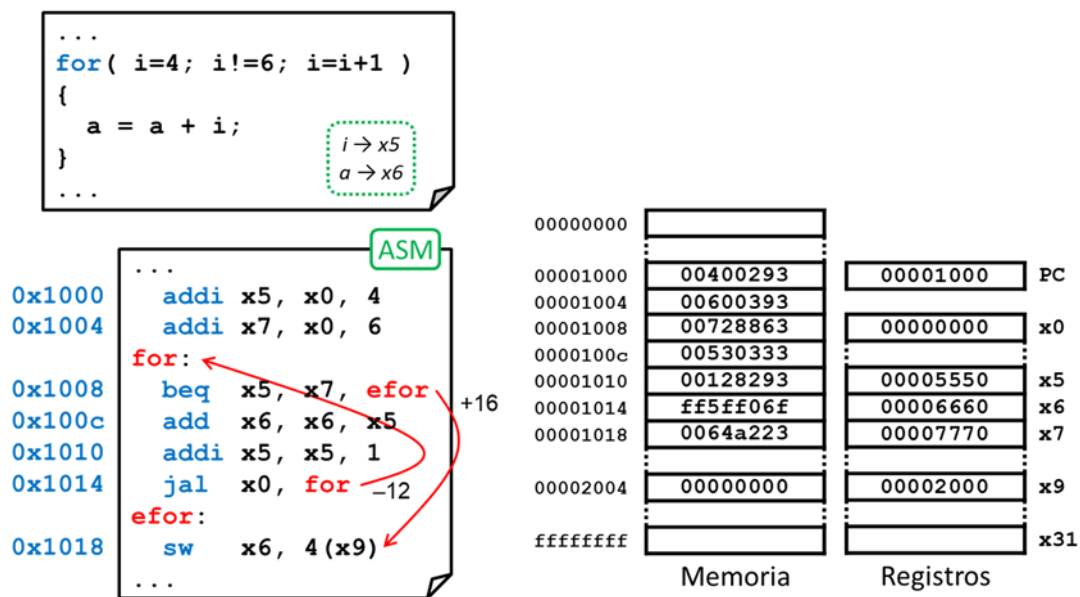 ...
for( i=4; i!=6; i=i+1 )
{
a = a + i;
}
...
i → x5
a → x6
ASM
...
0x1000 addi x5, x0, 4
0x1004 addi x7, x0, 6
for:
0x1008 beq x5, x7, efor
0x100c add x6, x6, x5
0x1010 addi x5, x5, 1
0x1014 jal x0, for
efor:
0x1018 sw x6, 4(x9)
...
+16
−12
00000000
00001000 00400293
00001004 00600393
00001008 00728863
0000100c 00530333
00001010 00128293
00001014 ff5ff06f
00001018 0064a223
00002004 00000000
ffffffff
Memoria
00001000 PC
00000000 x0
00005550 x5
00006660 x6
00007770 x7
00002000 x9
x31
Registros